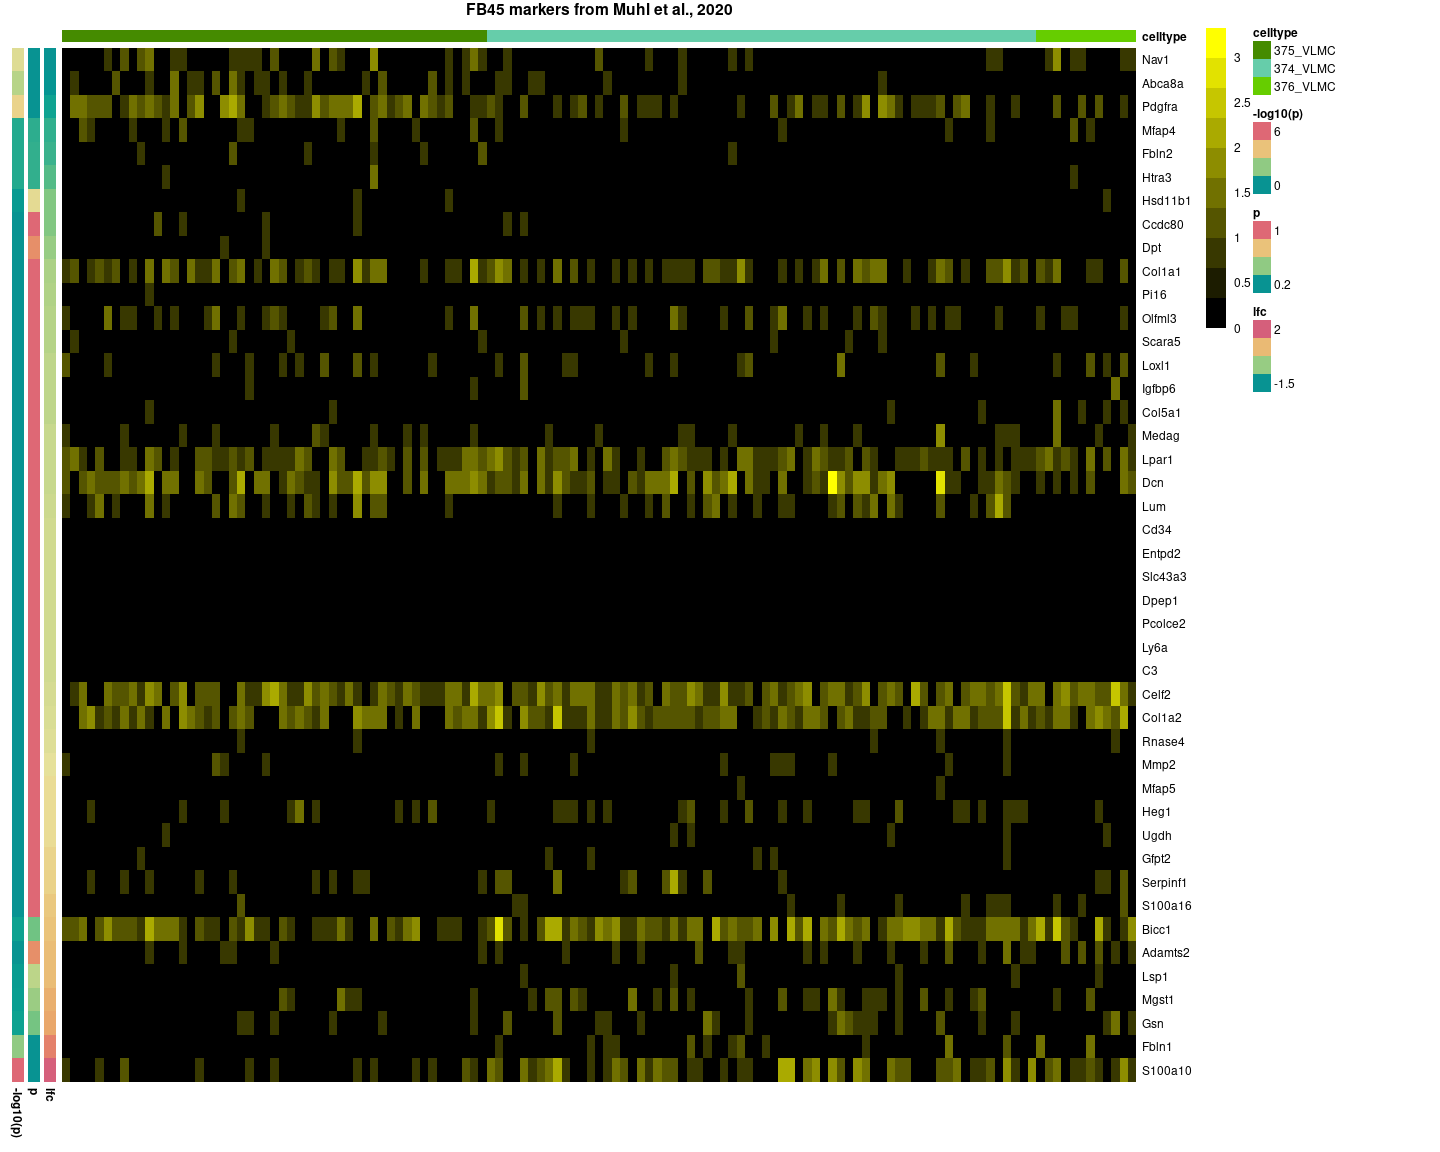 FB45 markers from Muhl et al., 2020
celltype
Nav1
Abca8a
Pdgfra
Mfap4
Fbln2
Htra3
Hsd11b1
Ccdc80
Dpt
Col1a1
Pi16
Olfml3
Scara5
Loxl1
Igfbp6
Col5a1
Medag
Lpar1
Dcn
Lum
Cd34
Entpd2
Slc43a3
Dpep1
Pcolce2
Ly6a
C3
Celf2
Col1a2
Rnase4
Mmp2
Mfap5
Heg1
Ugdh
Gfpt2
Serpinf1
S100a16
Bicc1
Adamts2
Lsp1
Mgst1
Gsn
Fbln1
S100a10
-log10(p)
p
lfc
3
2.5
2
1.5
1
0.5
0
celltype
375_VLMC
374_VLMC
376_VLMC
-log10(p)
6
0
p
1
0.2
lfc
2
-1.5